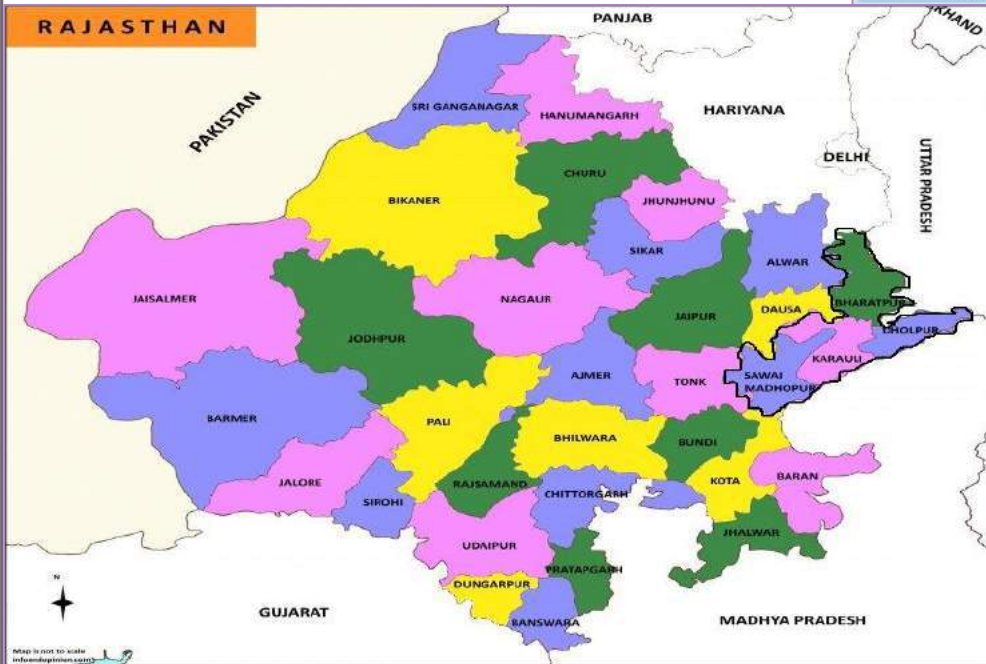 RAJASTHAN
PANJAB
KHAND
PAKISTAN
SRI GANGANAGAR
HANUMANGARH
HARIYANA
DELHI
UTTAR PRADESH
CHURU
BIKANER
JHUNJHUNU
SIKAR
ALWAR
JAISALMER
NAGAUR
JAIPUR
DAUSA
BHARATPUR
JODHPUR
DHOLPUR
KARAULI
AJMER
TONK
SAWAI
MADHOPUR
BARMER
PALI
BHILWARA
BUNDI
JALORE
RAJSAMAND
KOTA
BARAN
SIROHI
CHITTORGARH
JHALWAR
UDAIPUR
PRATAPGARH
DUNGARPUR
N
GUJARAT
BANSWARA
MADHYA PRADESH
Map is not to scale